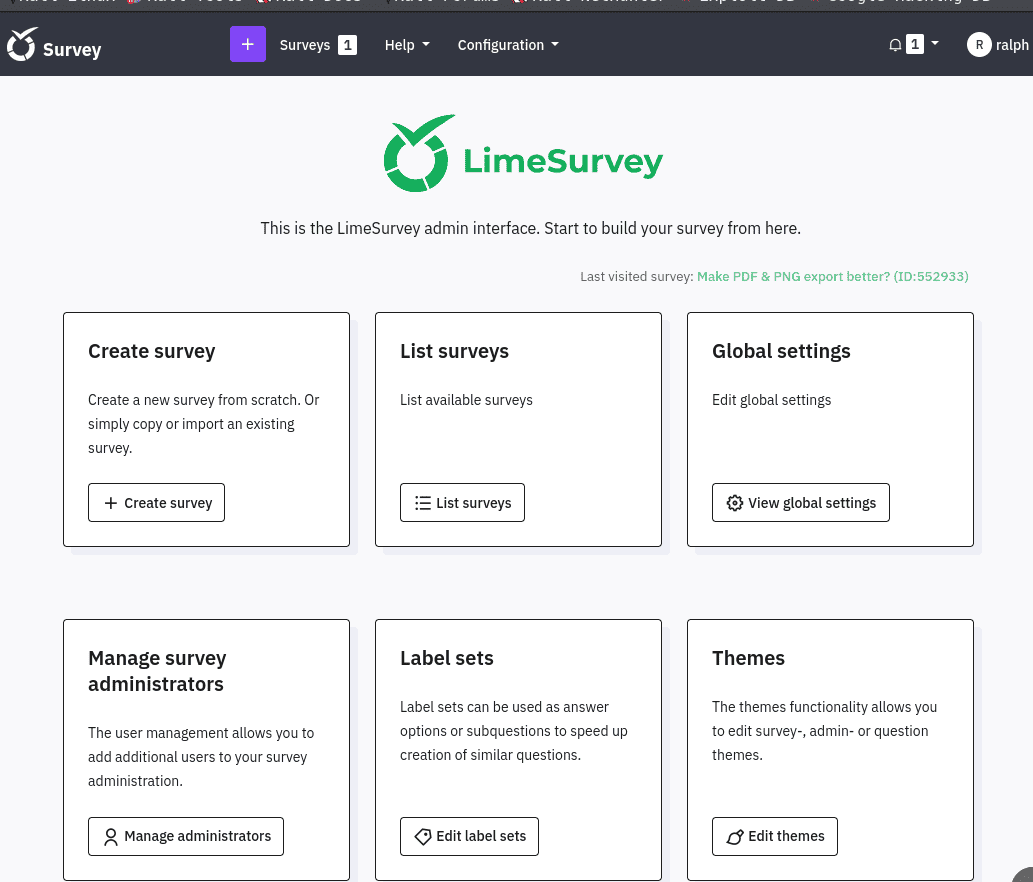 Survey
+ Surveys 1 Help Configuration 1 R ralph
LimeSurvey
This is the LimeSurvey admin interface. Start to build your survey from here.
Last visited survey: Make PDF & PNG export better? (ID:552933)
Create survey
Create a new survey from scratch. Or
simply copy or import an existing
survey.
+ Create survey
List surveys
List available surveys
List surveys
Global settings
Edit global settings
View global settings
Manage survey
administrators
The user management allows you to
add additional users to your survey
administration.
Manage administrators
Label sets
Label sets can be used as answer
options or subquestions to speed up
creation of similar questions.
Edit label sets
Themes
The themes functionality allows you
to edit survey-, admin- or question
themes.
Edit themes